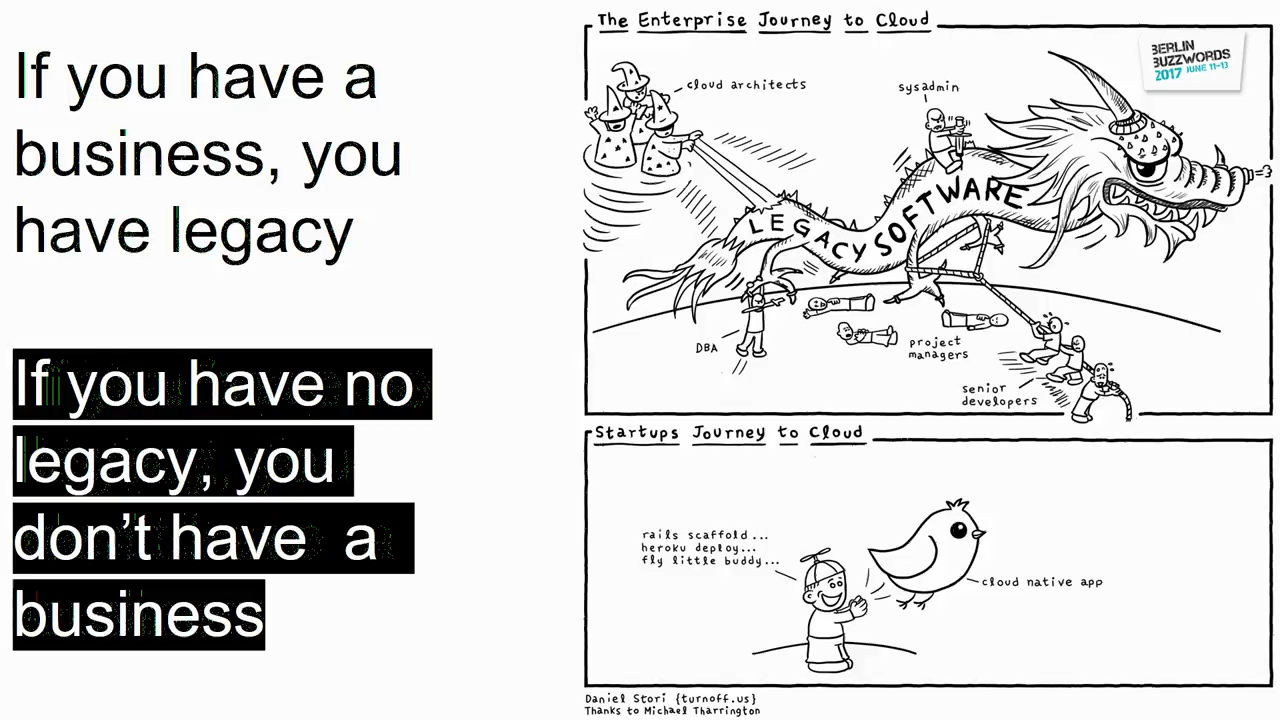 If you have a
business, you
have legacy
If you have no
legacy, you
don't have a
business
The Enterprise Journey to Cloud
BERLIN
BUZZWORDS
2017 JUNE 11-13
cloud architects
sysadmin
LEGACY SOFTWARE
DBA
project
managers
senior
developers
Startups Journey to Cloud
rails scaffold...
heroku deploy...
fly little buddy...
cloud native app
Daniel Stori {turnoff.us}
Thanks to Michael Tharrington